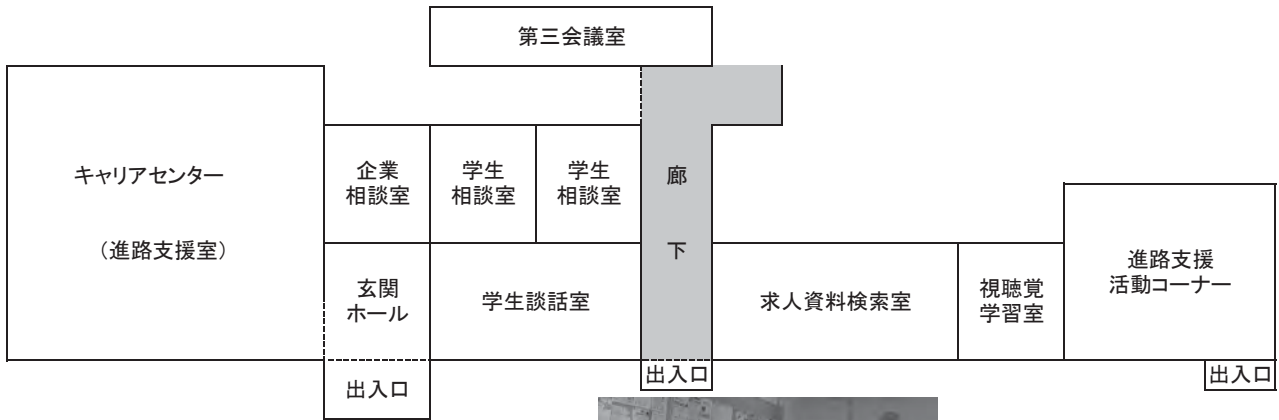 第三会議室
キャリアセンター
（進路支援室）
企業
相談室
学生
相談室
学生
相談室
廊
下
玄関
ホール
学生談話室
求人資料検索室
視聴覚
学習室
進路支援
活動コーナー
出入口
出入口
出入口